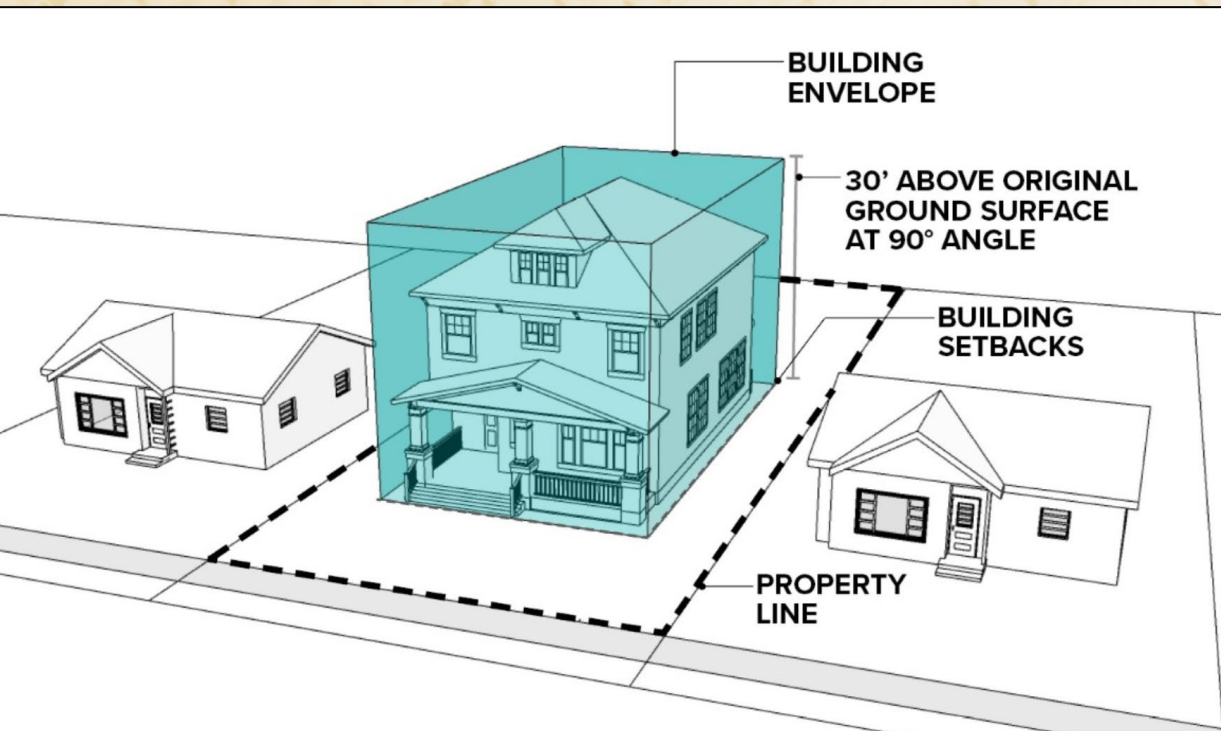 BUILDING
ENVELOPE
30’ ABOVE ORIGINAL
GROUND SURFACE
AT 90° ANGLE
BUILDING
SETBACKS
PROPERTY
LINE